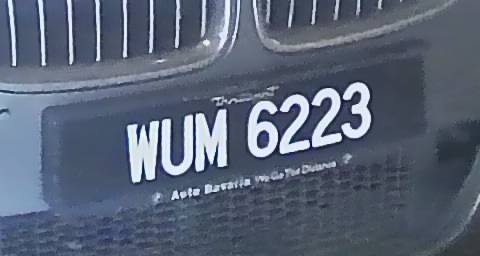 WUM 6223
Auto Bavaria We Go The Distance